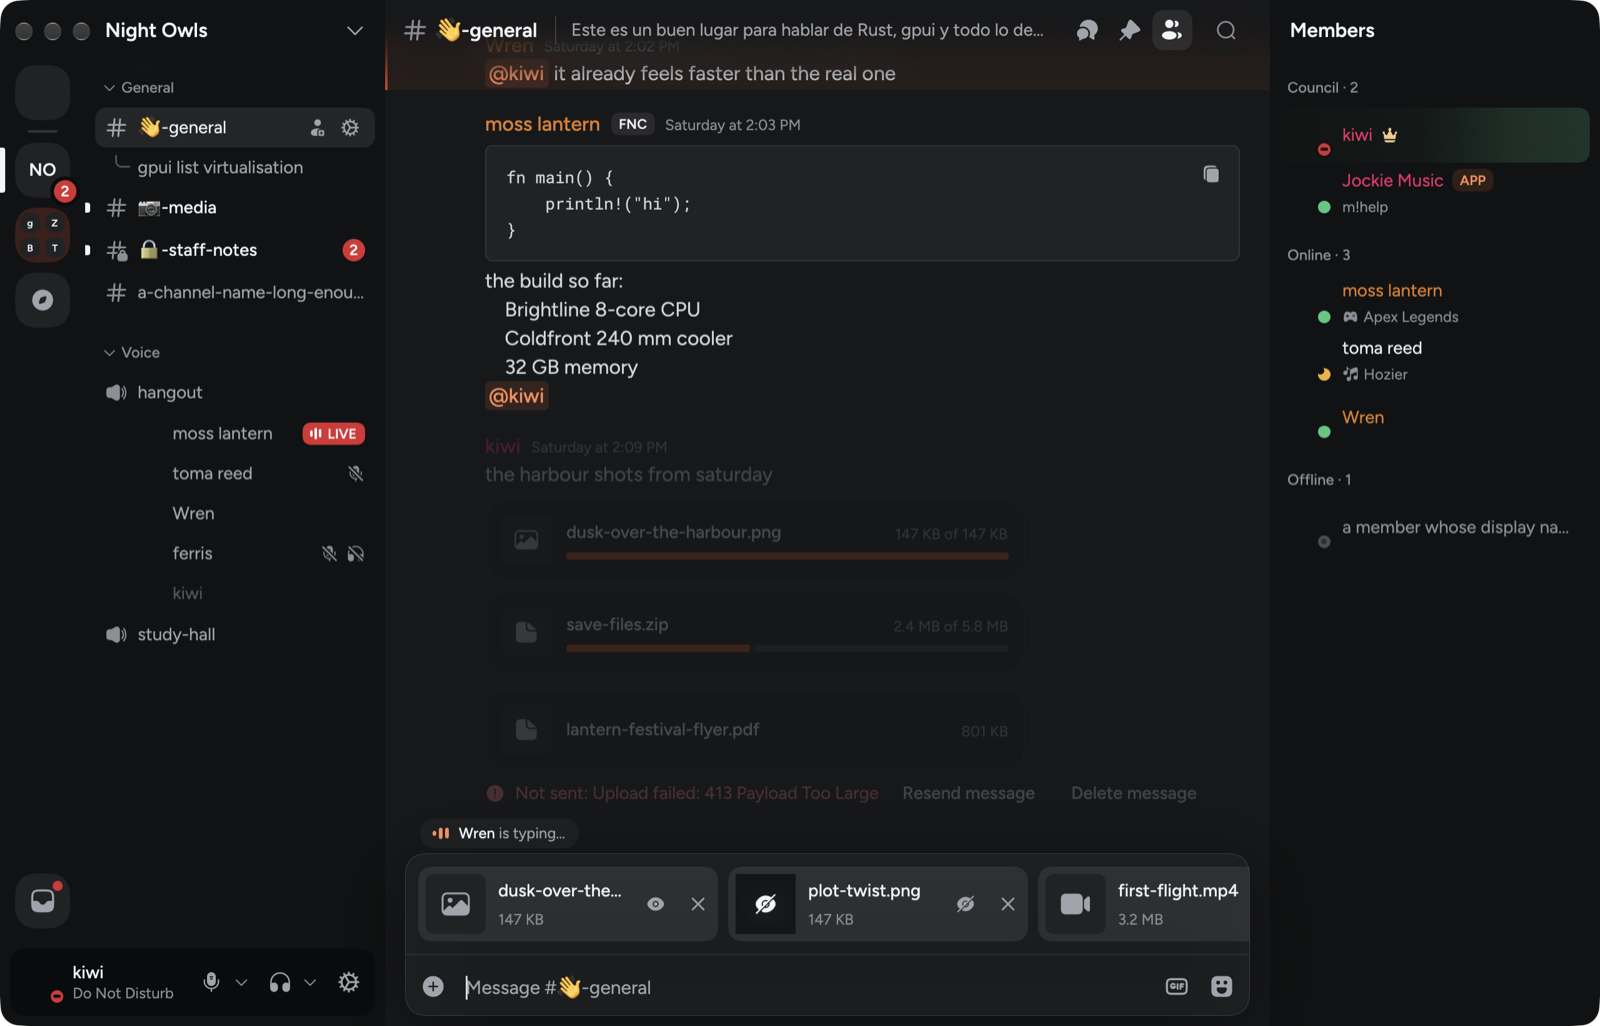 Night Owls
NO
2
g Z
B T
General
👋-general
gpui list virtualisation
📷-media
🔒-staff-notes
2
a-channel-name-long-enou...
Voice
hangout
moss lantern
LIVE
toma reed
Wren
ferris
kiwi
study-hall
kiwi
Do Not Disturb
# 👋-general
Este es un buen lugar para hablar de Rust, gpui y todo lo de...
Wren Saturday at 2:02 PM
@kiwi it already feels faster than the real one
moss lantern FNC Saturday at 2:03 PM
fn main() {
    println!("hi");
}
the build so far:
Brightline 8-core CPU
Coldfront 240 mm cooler
32 GB memory
@kiwi
kiwi Saturday at 2:09 PM
the harbour shots from saturday
dusk-over-the-harbour.png 147 KB of 147 KB
save-files.zip 2.4 MB of 5.8 MB
lantern-festival-flyer.pdf 801 KB
Not sent: Upload failed: 413 Payload Too Large Resend message Delete message
Wren is typing...
dusk-over-the...
147 KB
plot-twist.png
147 KB
first-flight.mp4
3.2 MB
Message #👋-general
GIF
Members
Council · 2
kiwi
Jockie Music APP
m!help
Online · 3
moss lantern
Apex Legends
toma reed
Hozier
Wren
Offline · 1
a member whose display na...